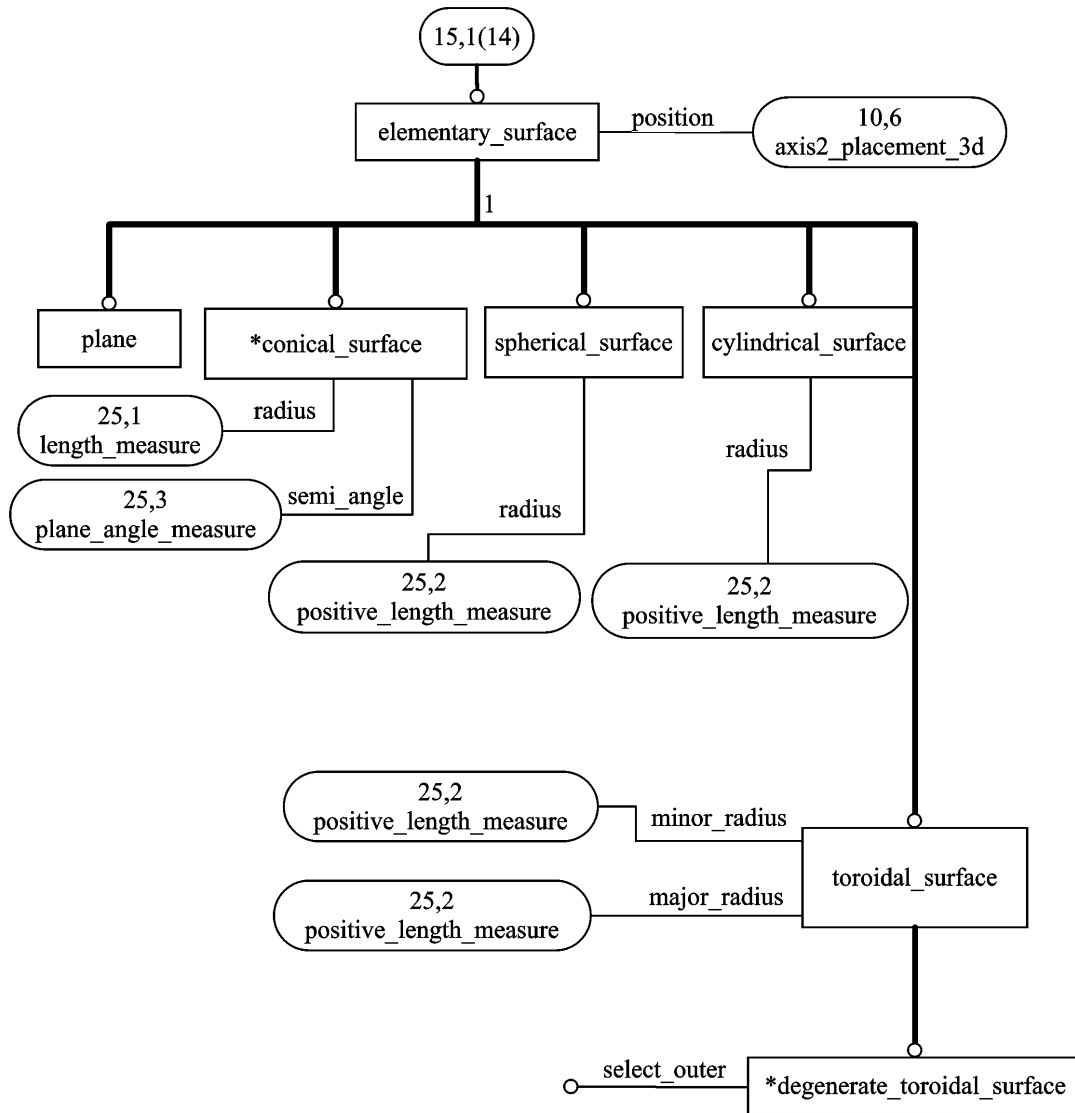 15,1(14)
elementary_surface
position
10,6
axis2_placement_3d
1
plane
*conical_surface
spherical_surface
cylindrical_surface
25,1
length_measure
radius
25,3
plane_angle_measure
semi_angle
radius
25,2
positive_length_measure
radius
25,2
positive_length_measure
25,2
positive_length_measure
minor_radius
toroidal_surface
25,2
positive_length_measure
major_radius
select_outer
*degenerate_toroidal_surface